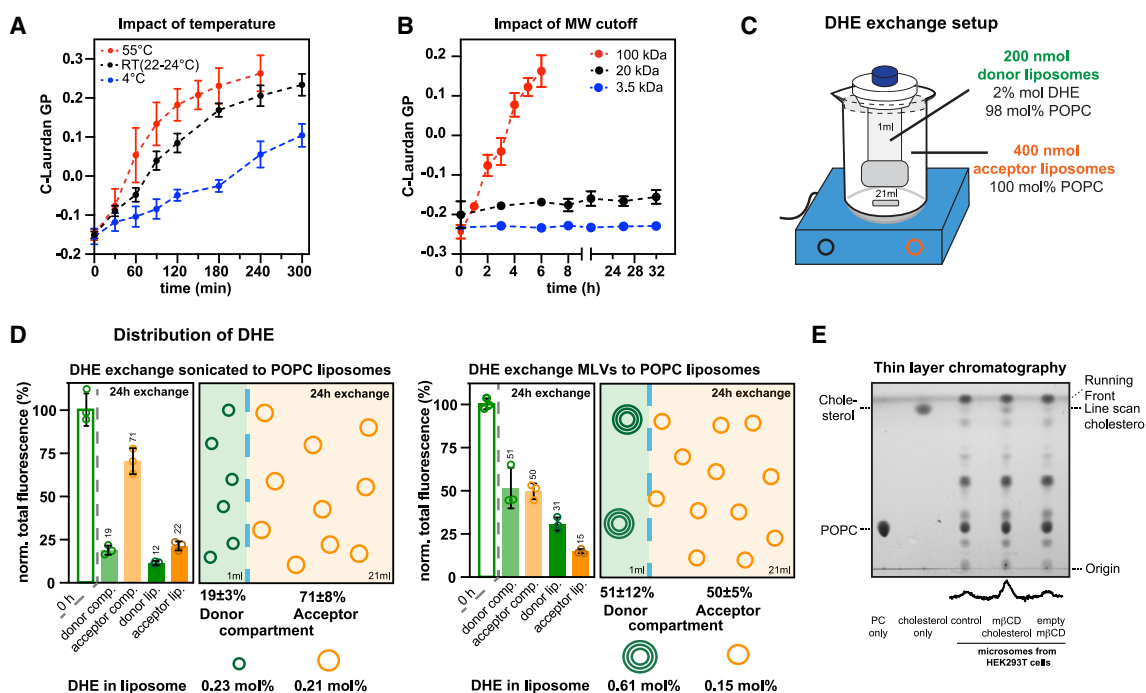 A
Impact of temperature
C-Laurdan GP
0.3
0.2
0.1
0.0
-0.1
-0.2
55°C
RT(22-24°C)
4°C
0
60
120
180
240
300
time (min)
B
Impact of MW cutoff
C-Laurdan GP
0.2
0.1
0.0
-0.1
-0.2
-0.3
100 kDa
20 kDa
3.5 kDa
0
2
4
6
8
24
28
32
time (h)
C
DHE exchange setup
200 nmol
donor liposomes
2% mol DHE
98 mol% POPC
400 nmol
acceptor liposomes
100 mol% POPC
1ml
21ml
D
Distribution of DHE
DHE exchange sonicated to POPC liposomes
norm. total fluorescence (%)
100
75
50
25
0
24h exchange
19
71
12
22
0 h
donor comp.
acceptor comp.
donor lip.
acceptor lip.
24h exchange
1ml
21ml
19±3%
71±8%
Donor
Acceptor
compartment
DHE in liposome
0.23 mol%
0.21 mol%
DHE exchange MLVs to POPC liposomes
norm. total fluorescence (%)
100
75
50
25
0
24h exchange
51
50
31
15
0 h
donor comp.
acceptor comp.
donor lip.
acceptor lip.
24h exchange
1ml
21ml
51±12%
50±5%
Donor
Acceptor
compartment
DHE in liposome
0.61 mol%
0.15 mol%
E
Thin layer chromatography
Chole-
sterol
POPC
Running
Front
Line scan
cholestero
Origin
PC
only
cholesterol
only
control
mβCD
cholesterol
empty
mβCD
microsomes from
HEK293T cells